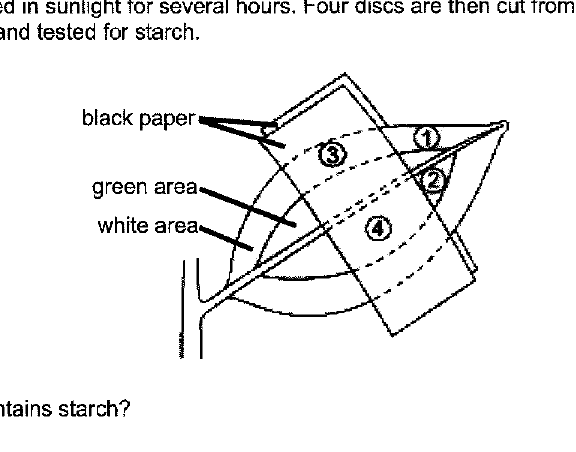 ed in sunlight for several hours. Four discs are then cut from
and tested for starch.
black paper
1
3
green area
2
white area
4
ntains starch?